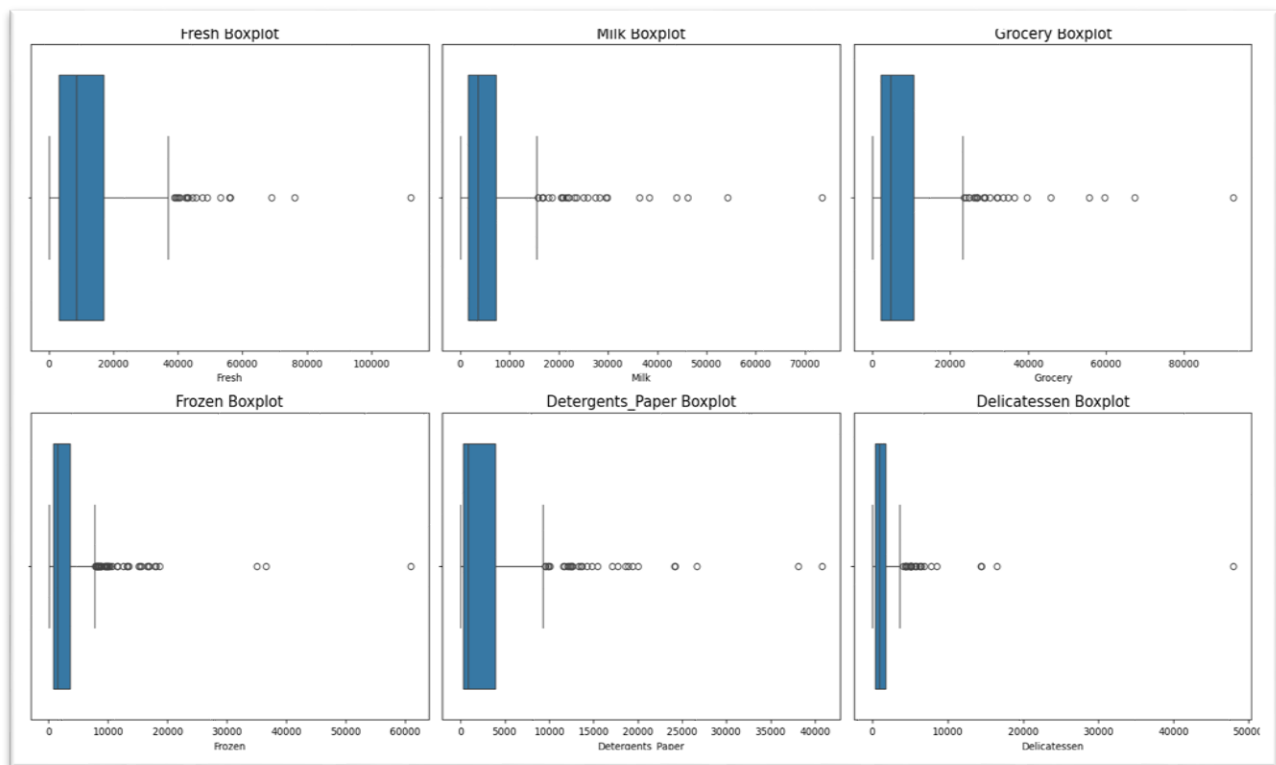 Fresh Boxplot
0 20000 40000 60000 80000 100000
Fresh
Milk Boxplot
0 10000 20000 30000 40000 50000 60000 70000
Milk
Grocery Boxplot
0 20000 40000 60000 80000
Grocery
Frozen Boxplot
0 10000 20000 30000 40000 50000 60000
Frozen
Detergents_Paper Boxplot
0 5000 10000 15000 20000 25000 30000 35000 40000
Detergents_Paper
Delicatessen Boxplot
0 10000 20000 30000 40000 50000
Delicatessen